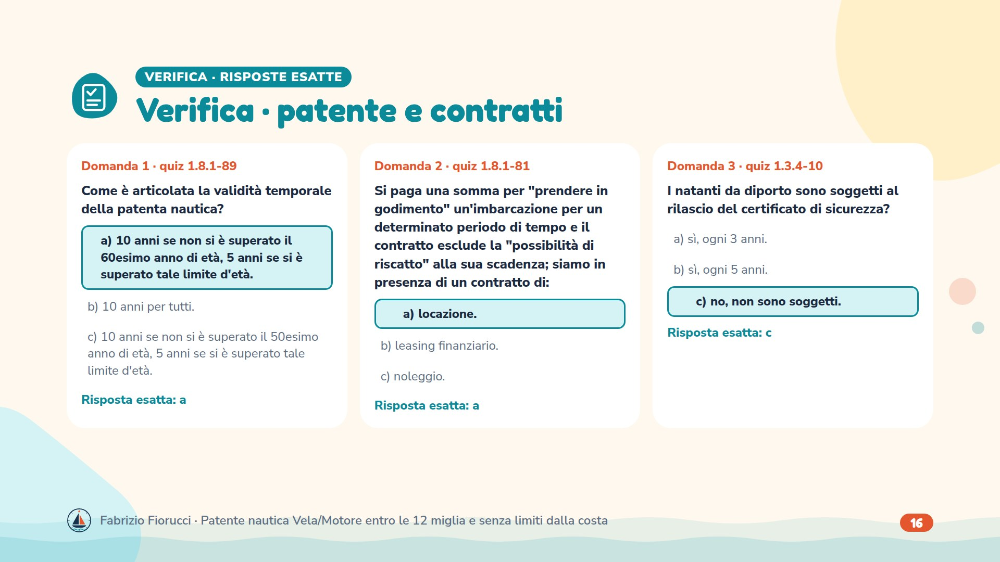 VERIFICA · RISPOSTE ESATTE
Verifica · patente e contratti
Domanda 1 · quiz 1.8.1-89
Come è articolata la validità temporale
della patenta nautica?
a) 10 anni se non si è superato il
60esimo anno di età, 5 anni se si è
superato tale limite d'età.
b) 10 anni per tutti.
c) 10 anni se non si è superato il 50esimo
anno di età, 5 anni se si è superato tale
limite d'età.
Risposta esatta: a
Domanda 2 · quiz 1.8.1-81
Si paga una somma per "prendere in
godimento" un'imbarcazione per un
determinato periodo di tempo e il
contratto esclude la "possibilità di
riscatto" alla sua scadenza; siamo in
presenza di un contratto di:
a) locazione.
b) leasing finanziario.
c) noleggio.
Risposta esatta: a
Domanda 3 · quiz 1.3.4-10
I natanti da diporto sono soggetti al
rilascio del certificato di sicurezza?
a) sì, ogni 3 anni.
b) sì, ogni 5 anni.
c) no, non sono soggetti.
Risposta esatta: c
Fabrizio Fiorucci · Patente nautica Vela/Motore entro le 12 miglia e senza limiti dalla costa
16